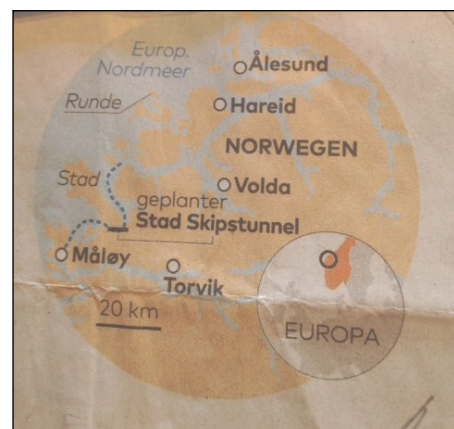 Europ.
Nordmeer
Ålesund
Runde
Hareid
NORWEGEN
Stad
Volda
geplanter
Stad Skipstunnel
Måløy
Torvik
20 km
EUROPA